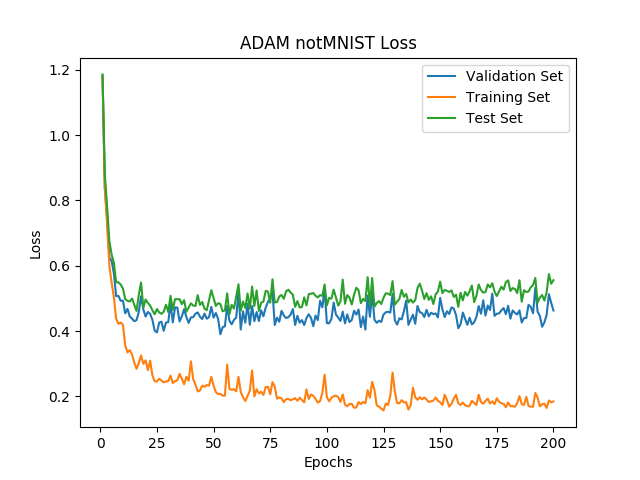 ADAM notMNIST Loss
Validation Set
Training Set
Test Set
Loss
1.2
1.0
0.8
0.6
0.4
0.2
0 25 50 75 100 125 150 175 200
Epochs